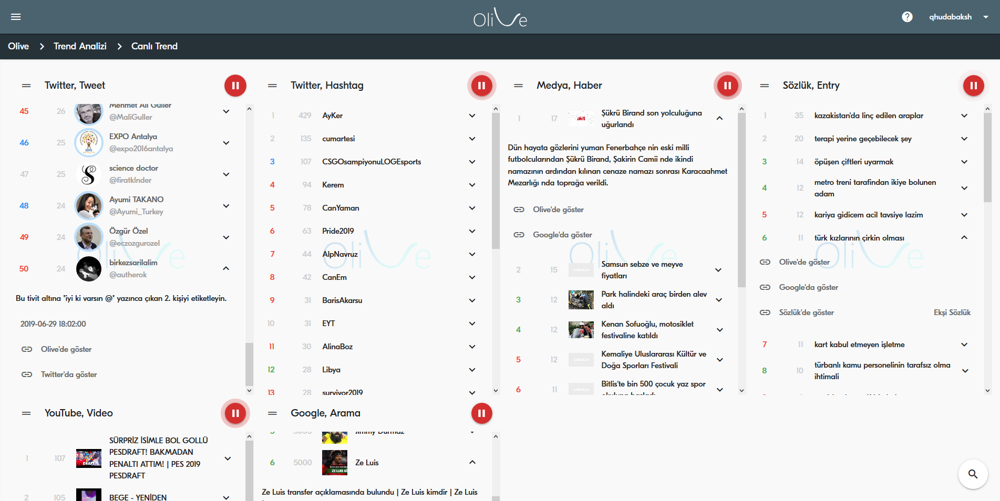 Olive
qhudabaksh
Olive
Trend Analizi
Canlı Trend
Twitter, Tweet
45
26
Mehmet Ali Güller
@MaliGuller
46
25
EXPO Antalya
@expo2016antalya
47
25
science doctor
@firatklnder
48
24
Ayumi TAKANO
@Ayumi_Turkey
49
24
Özgür Özel
@eczozgurozel
50
24
birkezsarilalim
@autherok
Bu tivit altına "iyi ki varsın @" yazınca çıkan 2. kişiyi etiketleyin.
2019-06-29 18:02:00
Olive'de göster
Twitter'da göster
Twitter, Hashtag
1
429
AyKer
2
135
cumartesi
3
107
CSGOsampiyonuLOGEsports
4
94
Kerem
5
78
CanYaman
6
63
Pride2019
7
44
AlpNavruz
8
42
CanEm
9
31
BarisAkarsu
10
31
EYT
11
30
AlinaBoz
12
28
Libya
13
28
survivor2019
Medya, Haber
1
17
akit
Şükrü Birand son yolculuğuna
uğurlandı
Dün hayata gözlerini yuman Fenerbahçe nin eski milli
futbolcularından Şükrü Birand, Şakirin Camii nde ikindi
namazının ardından kılınan cenaze namazı sonrası Karacaahmet
Mezarlığı nda toprağa verildi.
Olive'de göster
Google'da göster
2
15
Samsun sebze ve meyve
fiyatları
3
12
Park halindeki araç birden alev
aldı
4
12
Kenan Sofuoğlu, motosiklet
festivaline katıldı
5
12
Kemaliye Uluslararası Kültür ve
Doğa Sporları Festivali
6
11
Bitlis'te bin 500 çocuk yaz spor
okuluna başladı
Sözlük, Entry
1
35
kazakistan'da linç edilen araplar
2
20
terapi yerine geçebilecek şey
3
14
öpüşen çiftleri uyarmak
4
12
metro treni tarafindan ikiye bolunen
adam
5
12
kariya gidicem acil tavsiye lazim
6
11
türk kızlarının çirkin olması
Olive'de göster
Google'da göster
Sözlük'de göster
Ekşi Sözlük
7
11
kart kabul etmeyen işletme
8
10
türbanlı kamu personelinin tarafsız olma
ihtimali
YouTube, Video
1
107
SÜRPRİZ İSİMLE BOL GOLLÜ
PESDRAFT! BAKMADAN
PENALTI ATTIM! | PES 2019
PESDRAFT
2
105
BEGE - YENİDEN
Google, Arama
5
5000
Jimmy Durmaz
6
5000
ZE LUIS Kİ
Ze Luis
Ze Luis transfer açıklamasında bulundu | Ze Luis kimdir | Ze Luis